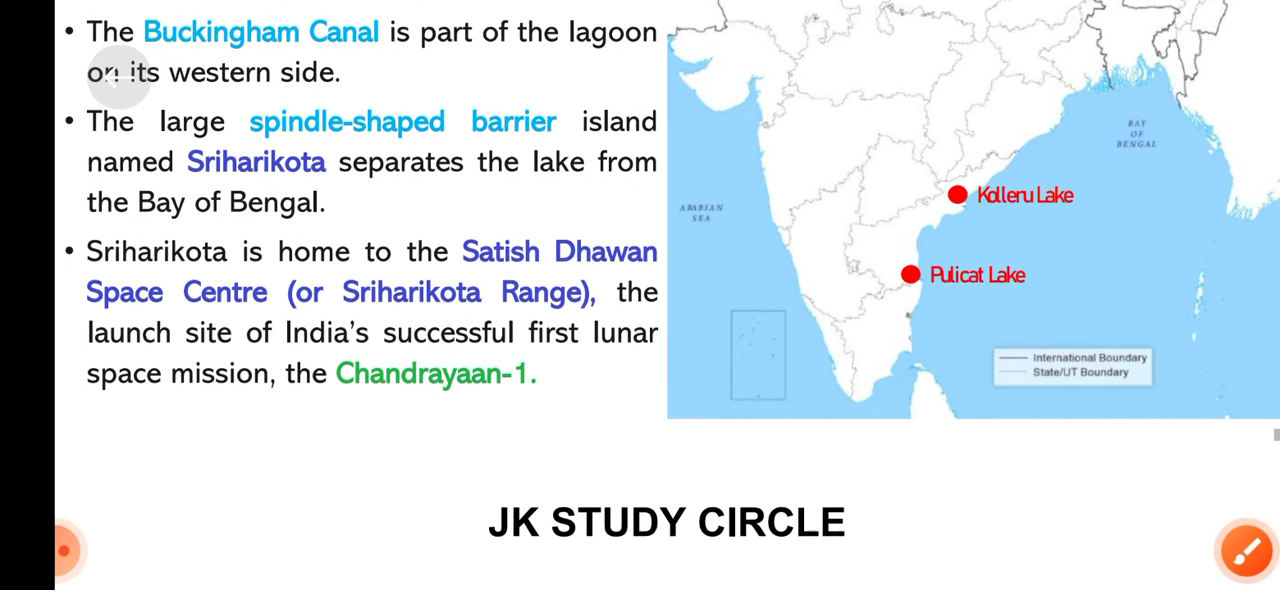 • The Buckingham Canal is part of the lagoon
on its western side.
• The large spindle-shaped barrier island
named Sriharikota separates the lake from
the Bay of Bengal.
• Sriharikota is home to the Satish Dhawan
Space Centre (or Sriharikota Range), the
launch site of India's successful first lunar
space mission, the Chandrayaan-1.
BAY
OF
BENGAL
Kolleru Lake
ARABIAN
SEA
Pulicat Lake
International Boundary
State/UT Boundary
JK STUDY CIRCLE